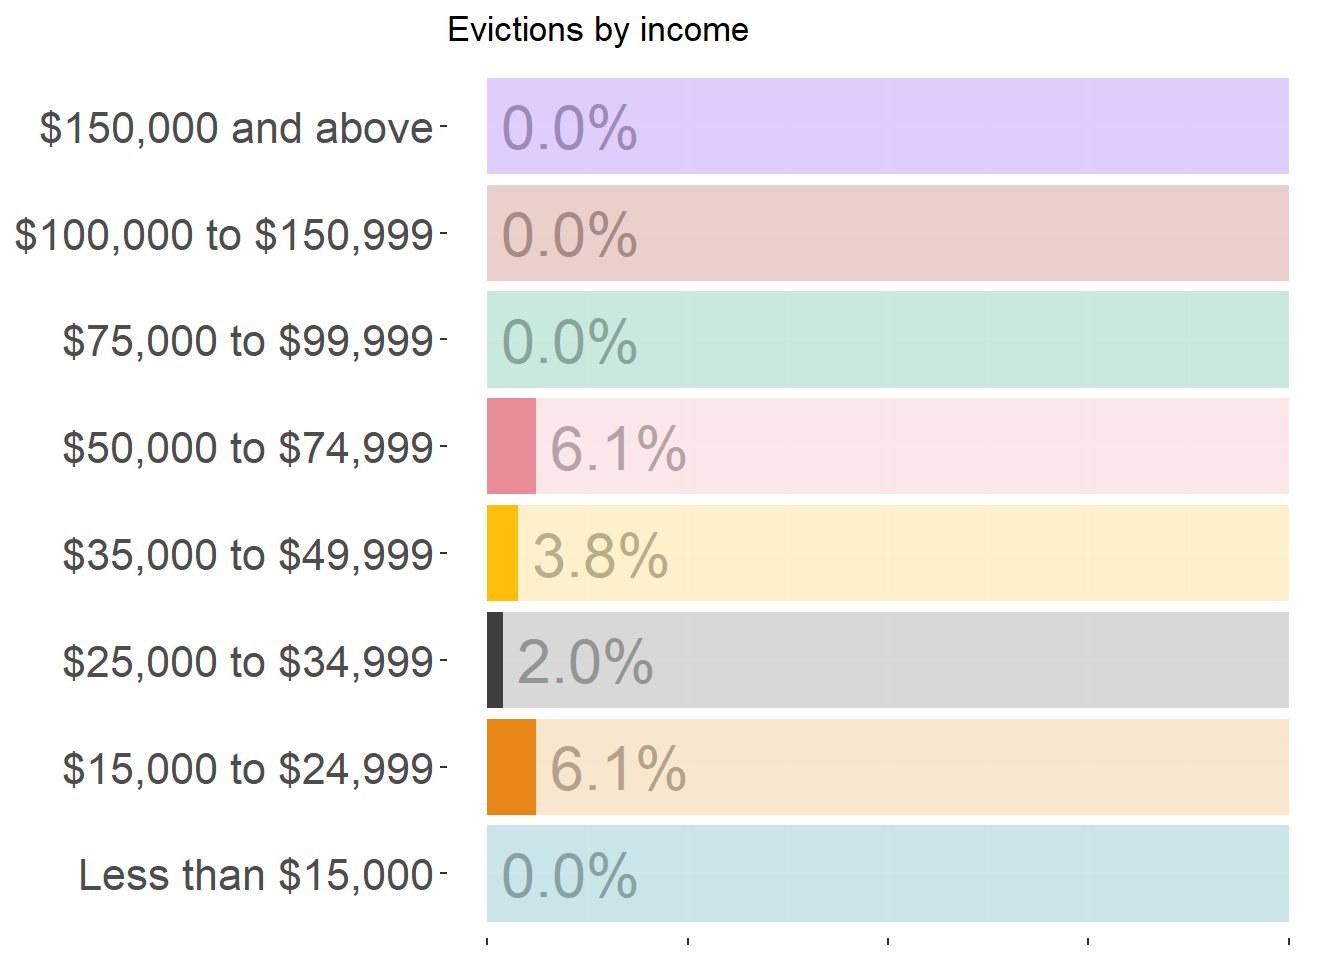 Evictions by income
$150,000 and above 0.0%
$100,000 to $150,999 0.0%
$75,000 to $99,999 0.0%
$50,000 to $74,999 6.1%
$35,000 to $49,999 3.8%
$25,000 to $34,999 2.0%
$15,000 to $24,999 6.1%
Less than $15,000 0.0%